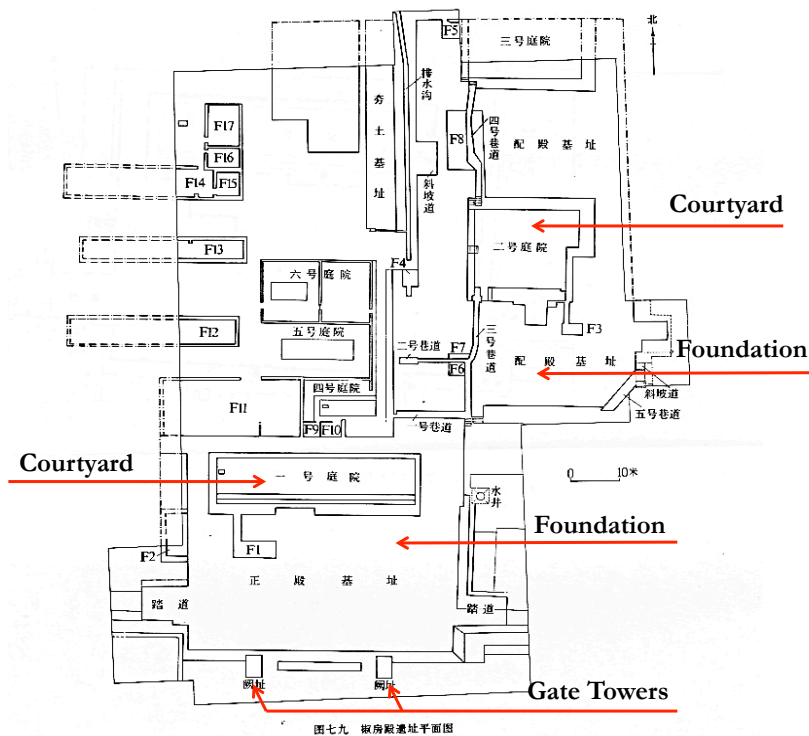 F5
三号庭院
北
排水沟
夯土基址
F17
F8
四号巷道
配殿基址
F16
F14
F15
斜坡道
Courtyard
F13
二号庭院
F4
六号庭院
F12
五号庭院
二号巷道
F7
三号巷道
F3
Foundation
F6
配殿基址
四号庭院
斜坡道
F11
五号巷道
F9
F10
一号巷道
Courtyard
一号庭院
0 10米
水井
Foundation
F1
F2
正殿基址
踏道
踏道
阙址
阙址
Gate Towers
图七九 椒房殿遗址平面图